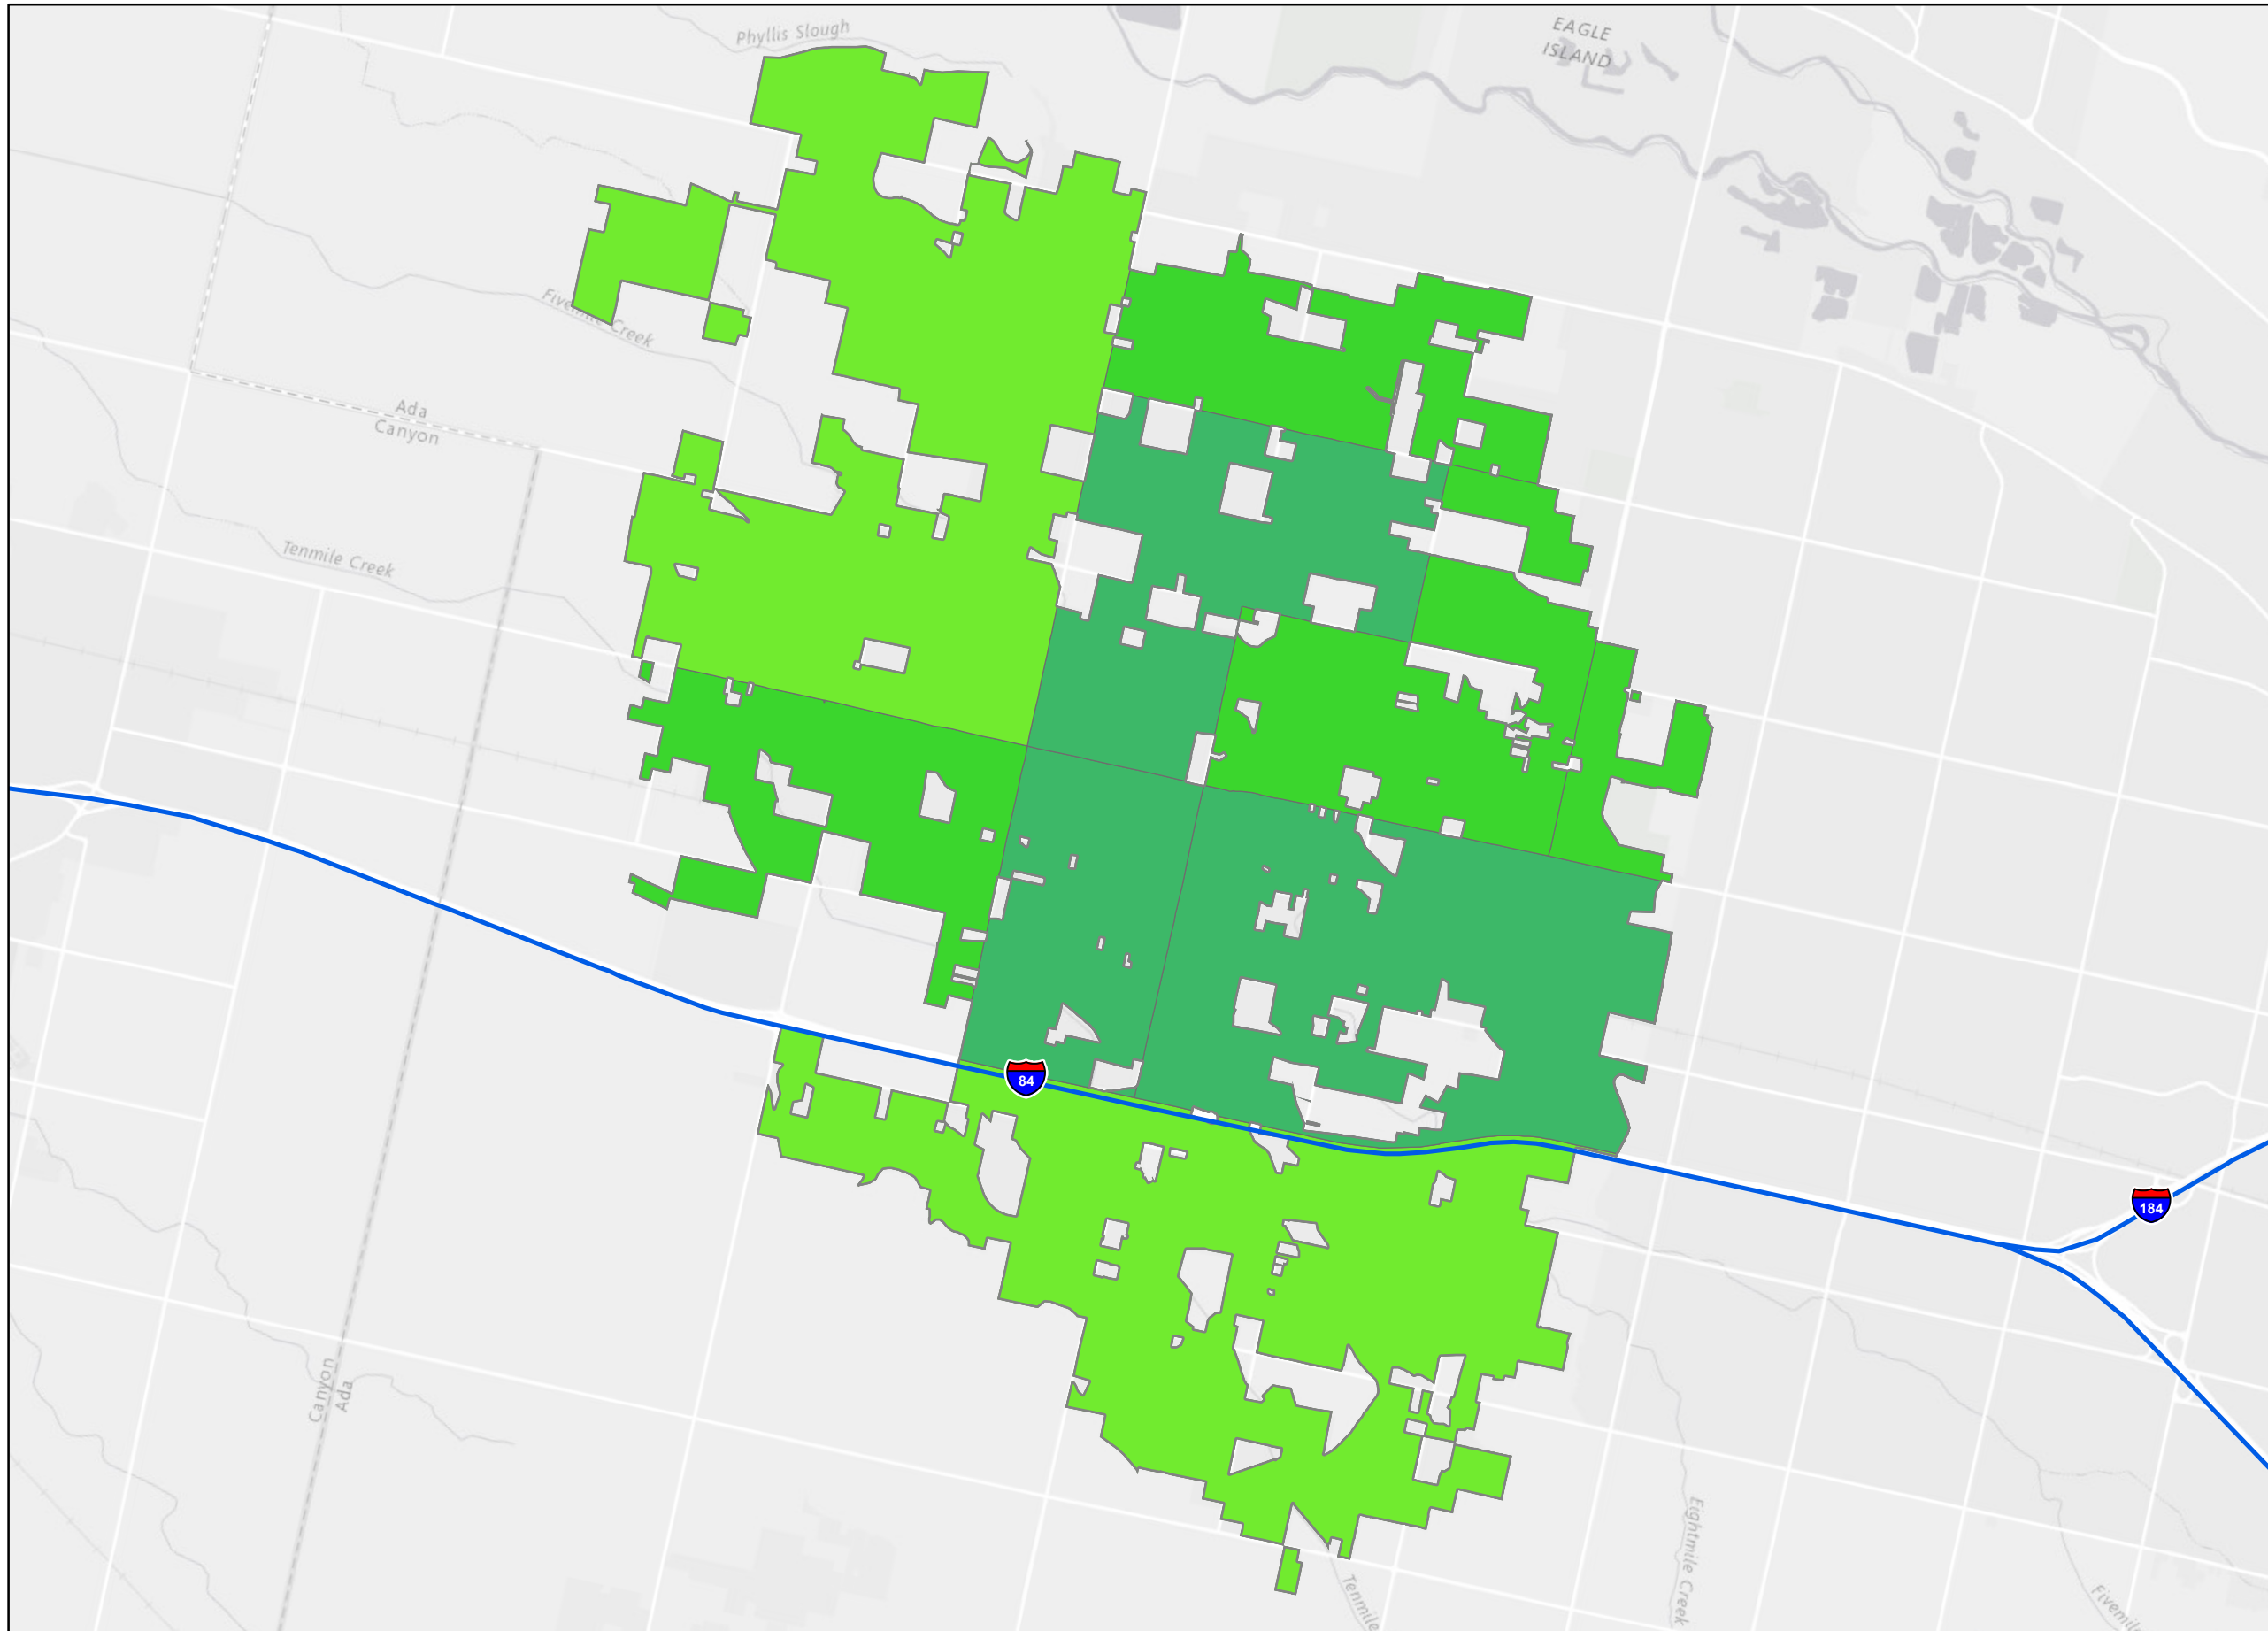 Phyllis Slough
EAGLE
ISLAND
Fivemile Creek
Ada
Canyon
Tenmile Creek
84
184
Canyon
Ada
Eightmile Creek
Tenmile
Fivemile